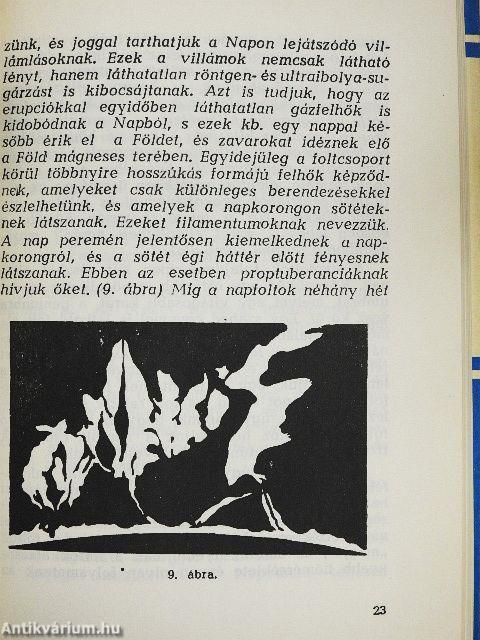 zünk, és joggal tarthatjuk a Napon lejátszódó vil-
lámlásoknak. Ezek a villámok nemcsak látható
fényt, hanem láthatatlan röntgen- és ultraibolya-su-
gárzást is kibocsájtanak. Azt is tudjuk, hogy az
erupciókkal egyidőben láthatatlan gázfelhők is
kidobódnak a Napból, s ezek kb. egy nappal ké-
sőbb érik el a Földet, és zavarokat idéznek elő
a Föld mágneses terében. Egyidejüleg a foltcsoport
körül többnyire hosszúkás formájú felhők képződ-
nek, amelyeket csak különleges berendezésekkel
észlelhetünk, és amelyek a napkorongon sötétek-
nek látszanak. Ezeket filamentumoknak nevezzük.
A nap peremén jelentősen kiemelkednek a nap-
korongról, és a sötét égi háttér előtt fényesnek
látszanak. Ebben az esetben proptuberanciáknak
hívjuk őket. (9. ábra) Míg a napfoltok néhány hét
9. ábra.
23
Antikvárium.hu